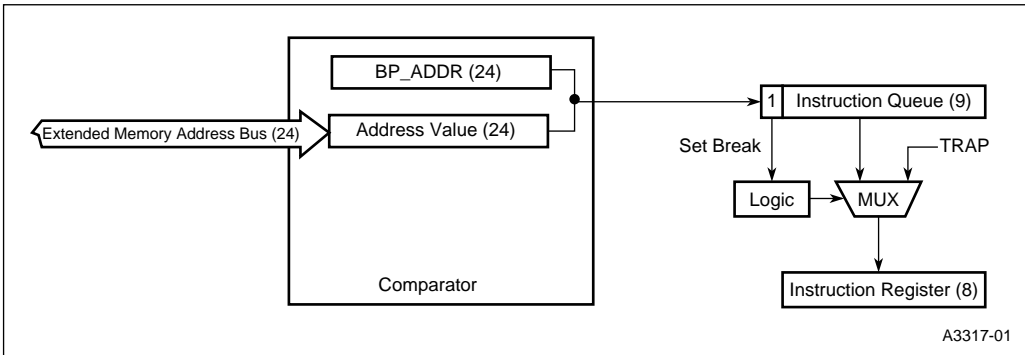 BP_ADDR (24)
1 Instruction Queue (9)
Extended Memory Address Bus (24)
Address Value (24)
Set Break
TRAP
Logic
MUX
Comparator
Instruction Register (8)
A3317-01